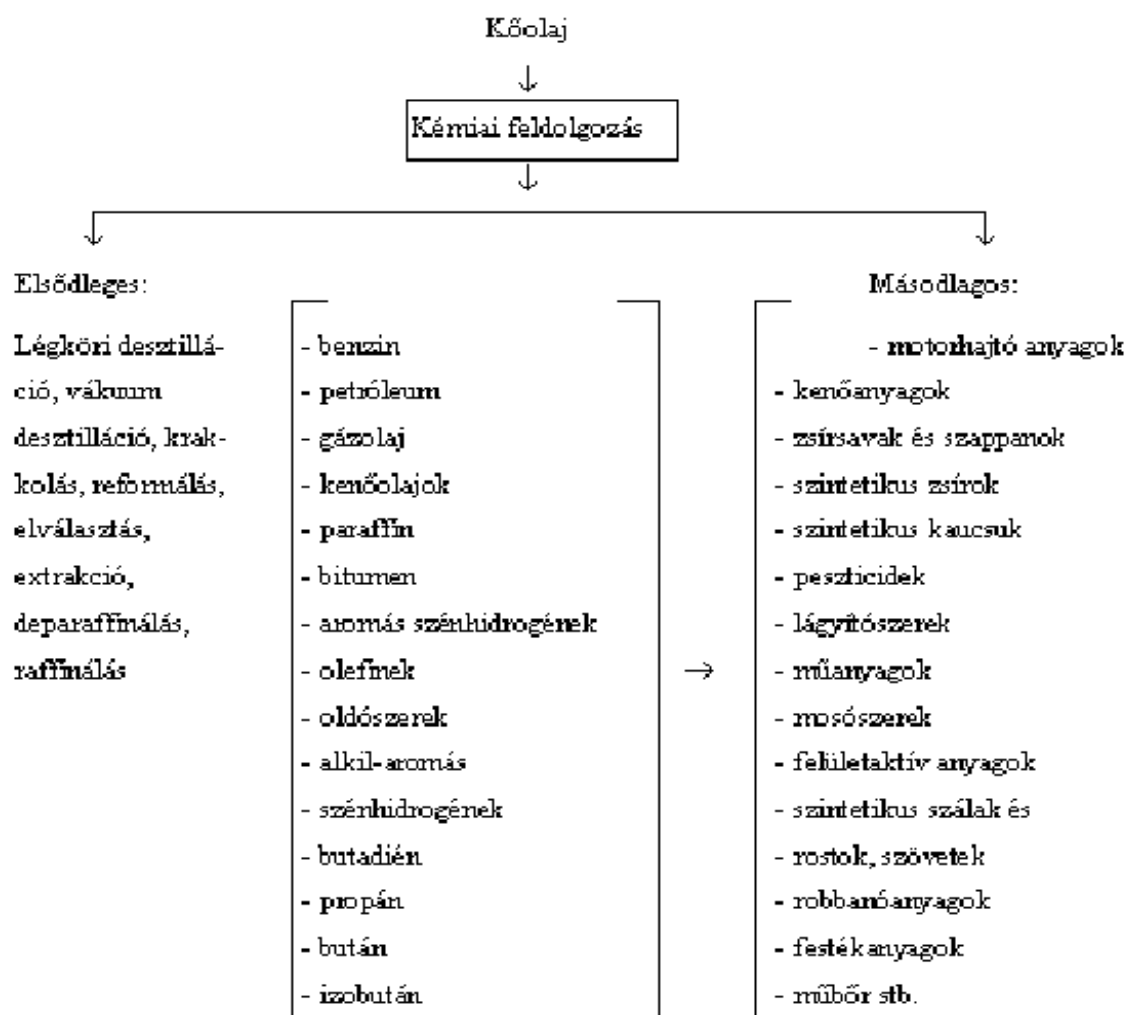 Kőolaj
Kémiai feldolgozás
Elsődleges:
Légköri desztillá-
ció, vákuum
desztilláció, krak-
kolás, reformálás,
elválasztás,
extrakció,
deparaffinálás,
raffinálás
- benzin
- petróleum
- gázolaj
- kenőolajok
- paraffin
- bitumen
- aromás szénhidrogének
- olefinek
- oldószerek
- alkil-aromás
- szénhidrogének
- butadién
- propán
- bután
- izobután
Másodlagos:
- motorhajtó anyagok
- kenőanyagok
- zsírsavak és szappanok
- szintetikus zsírok
- szintetikus kaucsuk
- peszticidek
- lágyítószerek
- műanyagok
- mosószerek
- felületaktív anyagok
- szintetikus szálak és
- rostok, szövetek
- robbanóanyagok
- festékanyagok
- műbőr stb.